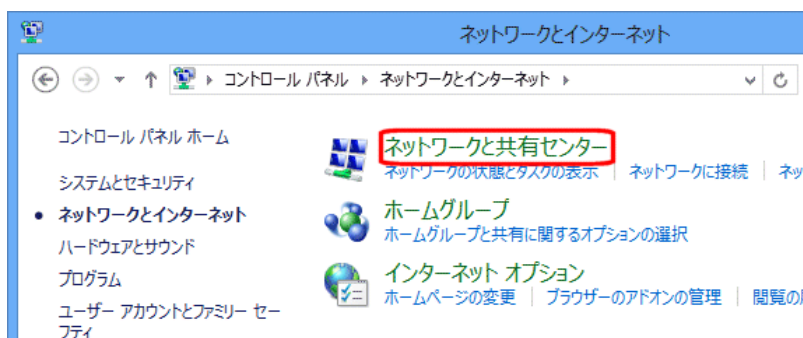 ネットワークとインターネット
コントロール パネル ネットワークとインターネット
コントロール パネル ホーム
システムとセキュリティ
ネットワークとインターネット
ハードウェアとサウンド
プログラム
ユーザー アカウントとファミリー セー
フティ
ネットワークと共有センター
ネットワークの状態とタスクの表示 ネットワークに接続 ネッ
ホームグループ
ホームグループと共有に関するオプションの選択
インターネット オプション
ホームページの変更 ブラウザーのアドオンの管理 閲覧の